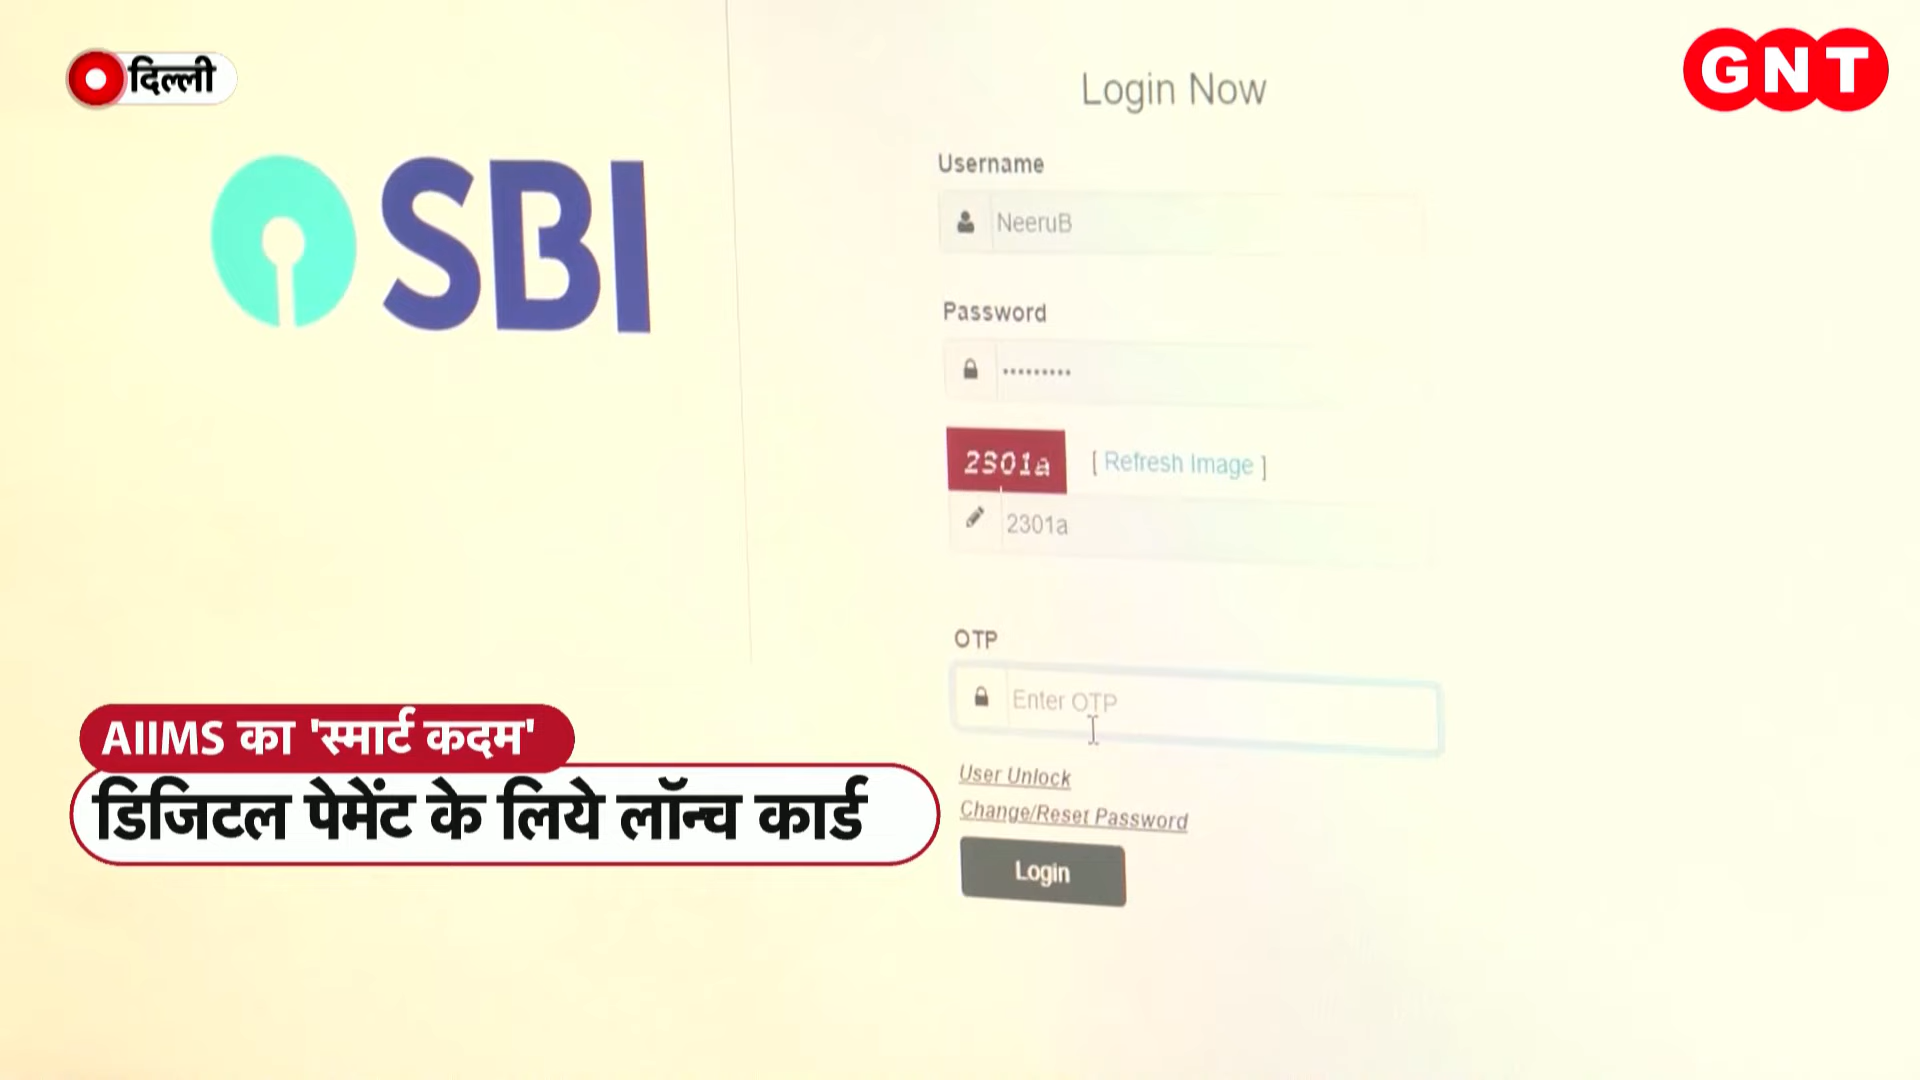 दिल्ली
GNT
SBI
Login Now
Username
NeeruB
Password
•••••••••
2301a [ Refresh Image ]
2301a
OTP
Enter OTP
User Unlock
Change/Reset Password
Login
AIIMS का 'स्मार्ट कदम'
डिजिटल पेमेंट के लिये लॉन्च कार्ड